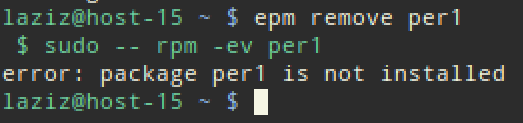 laziz@host-15 ~ $ epm remove per1
 $ sudo -- rpm -ev per1
error: package per1 is not installed
laziz@host-15 ~ $